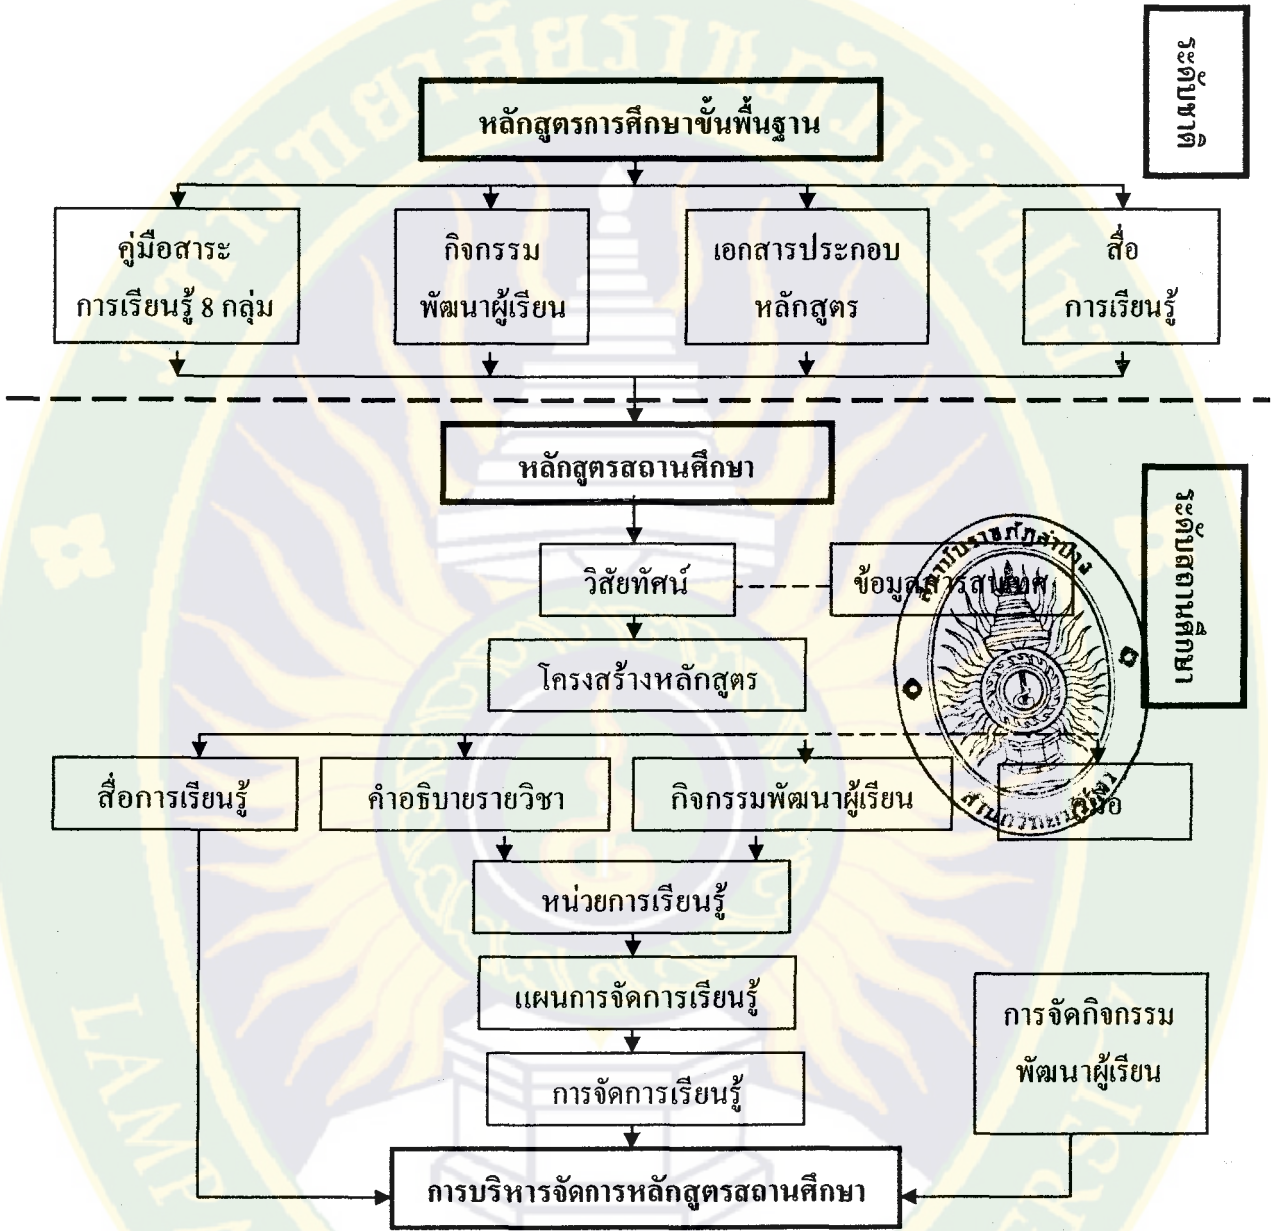 ระดับชาติ
หลักสูตรการศึกษาขั้นพื้นฐาน
คู่มือสาระ
การเรียนรู้ 8 กลุ่ม
กิจกรรม
พัฒนาผู้เรียน
เอกสารประกอบ
หลักสูตร
สื่อ
การเรียนรู้
หลักสูตรสถานศึกษา
ระดับสถานศึกษา
วิสัยทัศน์
ข้อมูลสารสนเทศ
โครงสร้างหลักสูตร
สื่อการเรียนรู้
คำอธิบายรายวิชา
กิจกรรมพัฒนาผู้เรียน
หน่วยการเรียนรู้
แผนการจัดการเรียนรู้
การจัดกิจกรรม
พัฒนาผู้เรียน
การจัดการเรียนรู้
การบริหารจัดการหลักสูตรสถานศึกษา